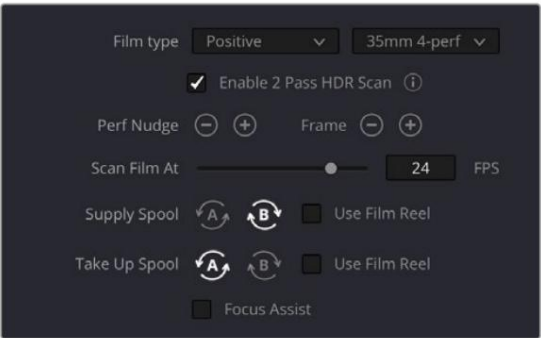 Film type Positive 35mm 4-perf
Enable 2 Pass HDR Scan i
Perf Nudge Frame
Scan Film At 24 FPS
Supply Spool A B Use Film Reel
Take Up Spool A B Use Film Reel
Focus Assist